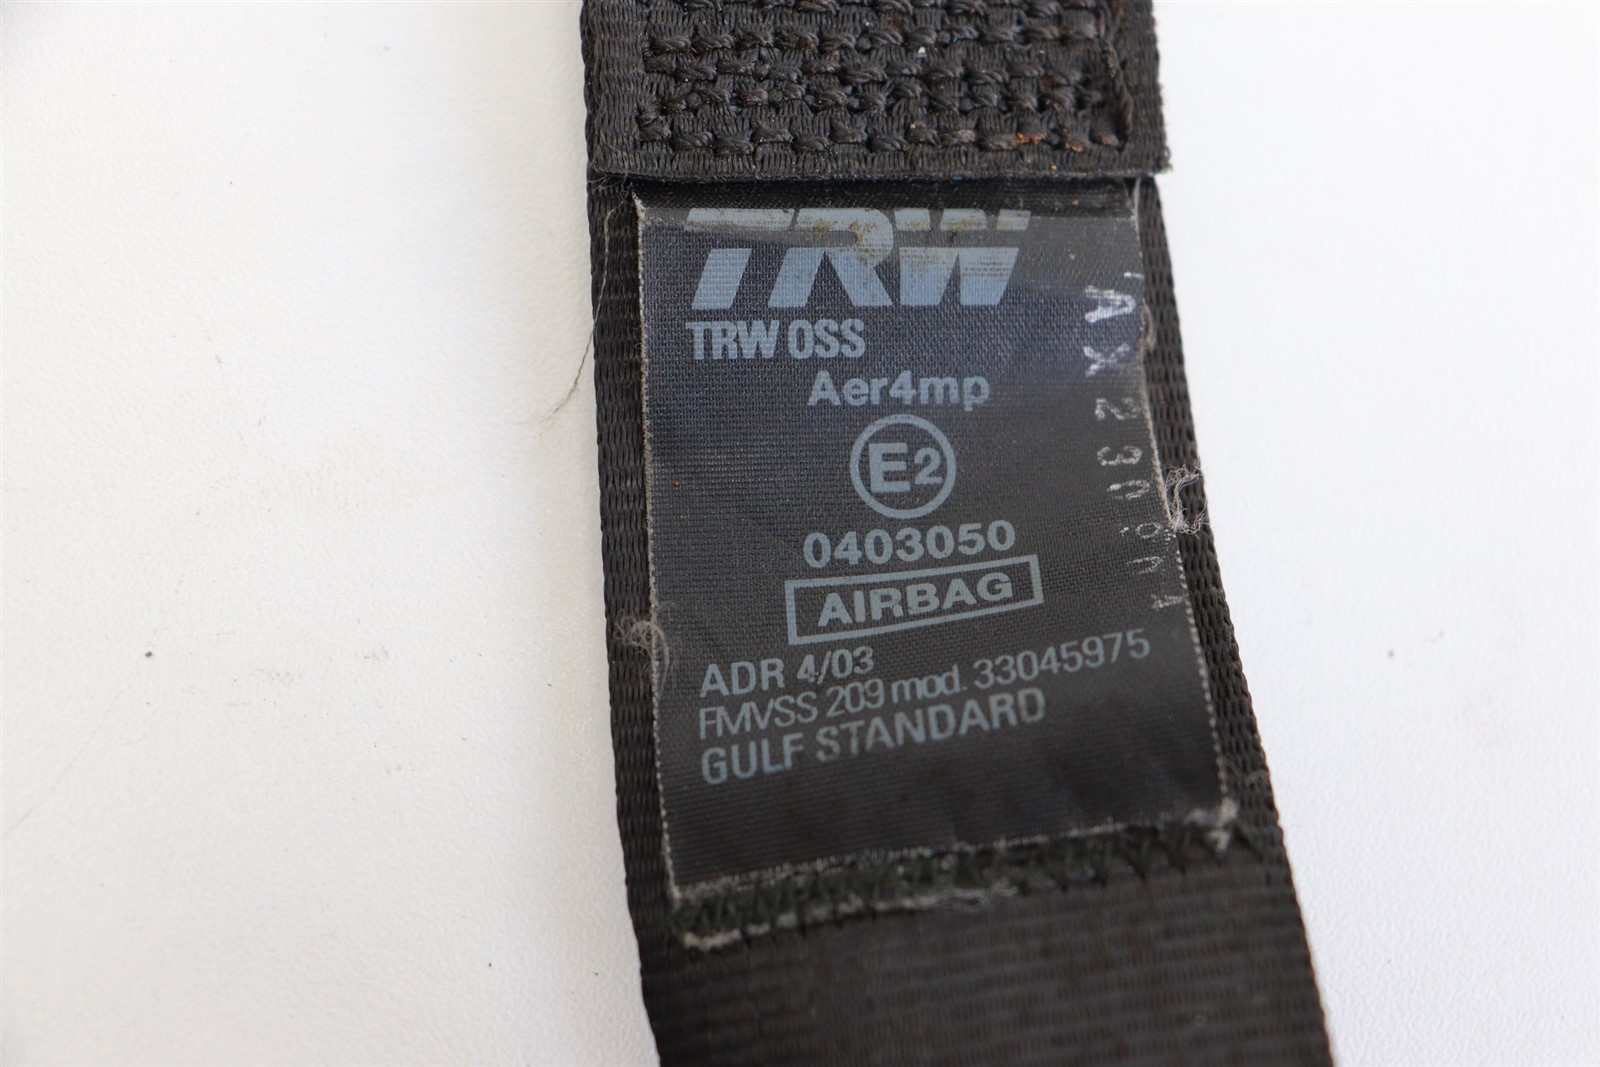 TRW
TRW OSS
Aer4mp
E2
0403050
AIRBAG
ADR 4/03
FMVSS 209 mod. 33045975
GULF STANDARD